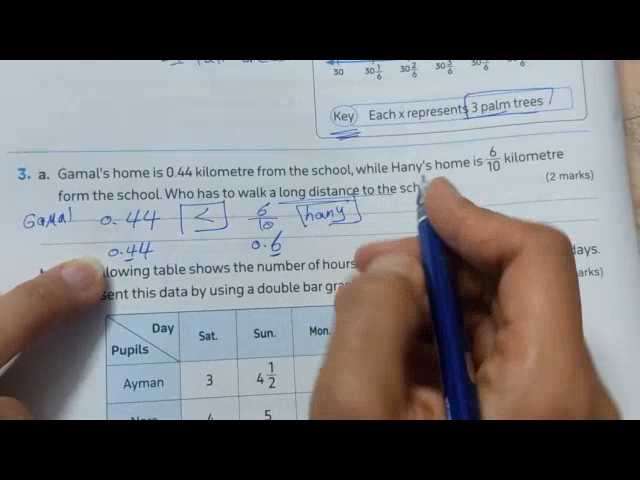 30 30 1/6 30 2/6 30 3/6
Key Each x represents 3 palm trees
3. a. Gamal's home is 0.44 kilometre from the school, while Hany's home is 6/10 kilometre
form the school. Who has to walk a long distance to the sch
(2 marks)
Gamal 0.44 < 6/10 hany
0.44 0.6
lowing table shows the number of hours days.
sent this data by using a double bar gra arks)
Day Sat. Sun. Mon.
Pupils
Ayman 3 4 1/2
5